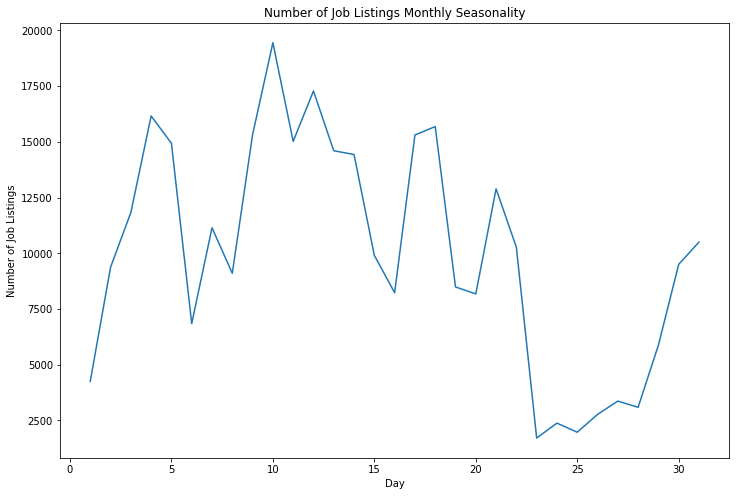 Number of Job Listings Monthly Seasonality
20000
17500
15000
12500
10000
7500
5000
2500
Number of Job Listings
0 5 10 15 20 25 30
Day